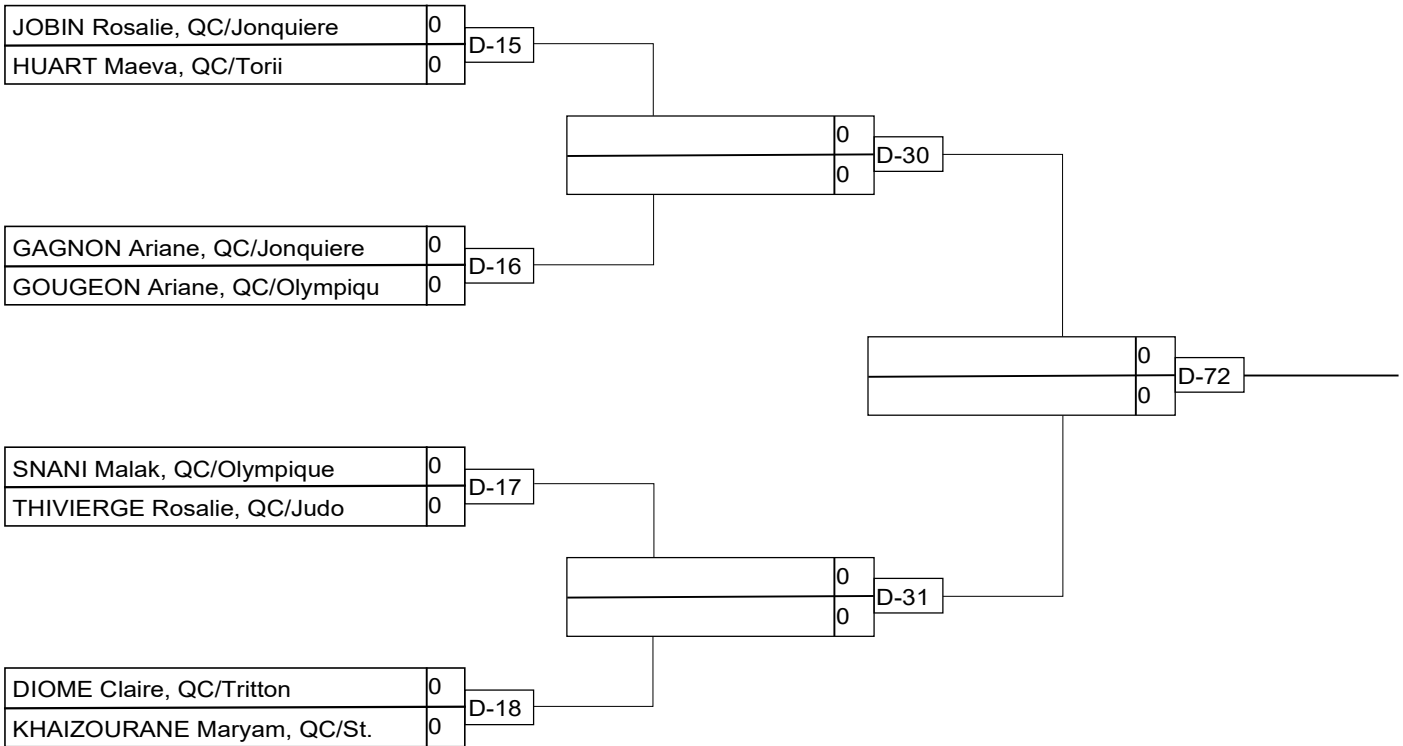 JOBIN Rosalie, QC/Jonquiere 0
D-15
HUART Maeva, QC/Torii 0
0
D-30
0
GAGNON Ariane, QC/Jonquiere 0
D-16
GOUGEON Ariane, QC/Olympiqu 0
0
D-72
0
SNANI Malak, QC/Olympique 0
D-17
THIVIERGE Rosalie, QC/Judo 0
0
D-31
0
DIOME Claire, QC/Tritton 0
D-18
KHAIZOURANE Maryam, QC/St. 0